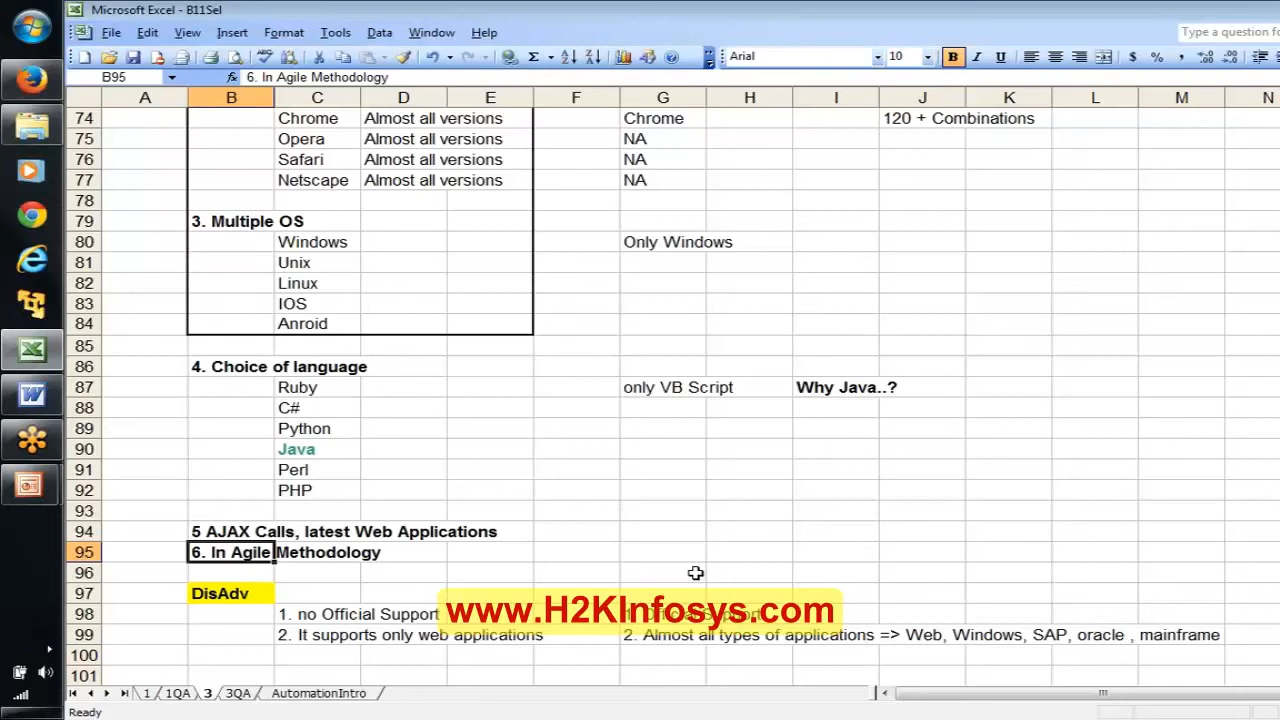 Microsoft Excel - B11Sel
File Edit View Insert Format Tools Data Window Help
Type a question fo
Arial 10 B I U $ % ,
B95 fx 6. In Agile Methodology
A B C D E F G H I J K L M N
74 Chrome Almost all versions Chrome 120 + Combinations
75 Opera Almost all versions NA
76 Safari Almost all versions NA
77 Netscape Almost all versions NA
78
79 3. Multiple OS
80 Windows Only Windows
81 Unix
82 Linux
83 IOS
84 Anroid
85
86 4. Choice of language
87 Ruby only VB Script Why Java..?
88 C#
89 Python
90 Java
91 Perl
92 PHP
93
94 5 AJAX Calls, latest Web Applications
95 6. In Agile Methodology
96
97 DisAdv
98 1. no Official Support 1. Official Support
www.H2KInfosys.com
99 2. It supports only web applications 2. Almost all types of applications => Web, Windows, SAP, oracle , mainframe
100
101
1 1QA 3 3QA AutomationIntro
Ready